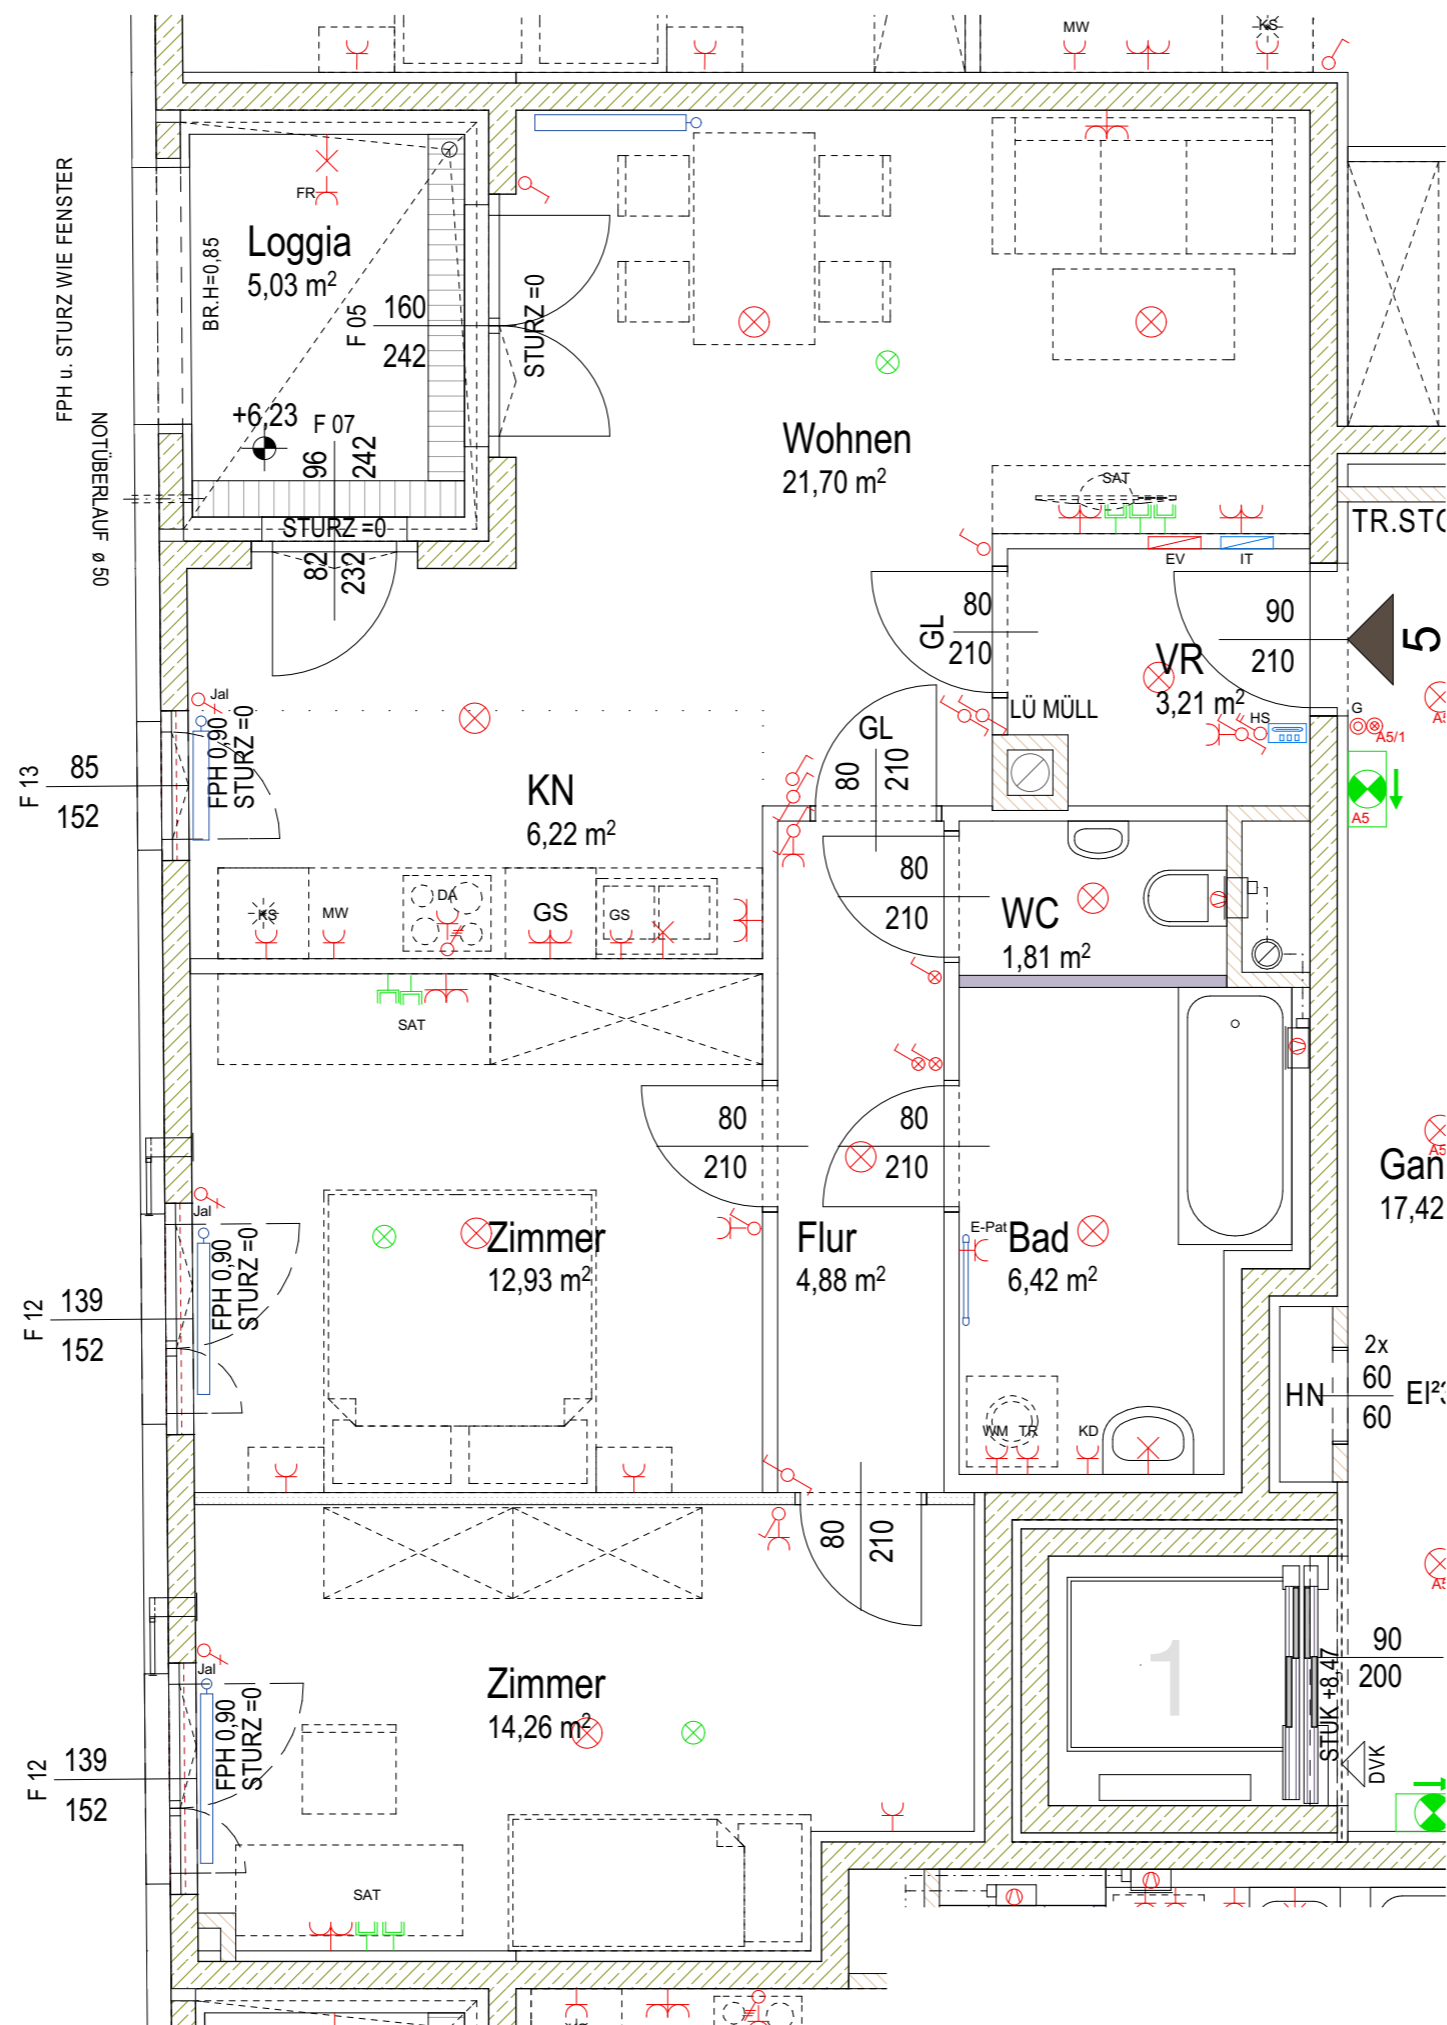 MW
KS
FPH u. STURZ WIE FENSTER
NOTÜBERLAUF ø 50
FR
Loggia
5,03 m²
BR.H=0,85
F 05
160
242
STURZ =0
+6,23
F 07
96
242
STURZ =0
82
232
Wohnen
21,70 m²
SAT
EV
IT
TR.STO
GL
80
210
90
210
5
VR
3,21 m²
LÜ MÜLL
HS
G
A5/1
A5
Jal
FPH 0,90
STURZ =0
F 13
85
152
KN
6,22 m²
GL
80
210
KS
MW
DA
GS
GS
80
210
WC
1,81 m²
SAT
80
210
80
210
Gan
17,42
Jal
FPH 0,90
STURZ =0
F 12
139
152
Zimmer
12,93 m²
Flur
4,88 m²
E-Pat
Bad
6,42 m²
WM
TR
KD
HN
2x
60
60
EI²
80
210
Zimmer
14,26 m²
Jal
FPH 0,90
STURZ =0
F 12
139
152
SAT
1
STUK +8,47
90
200
DVK